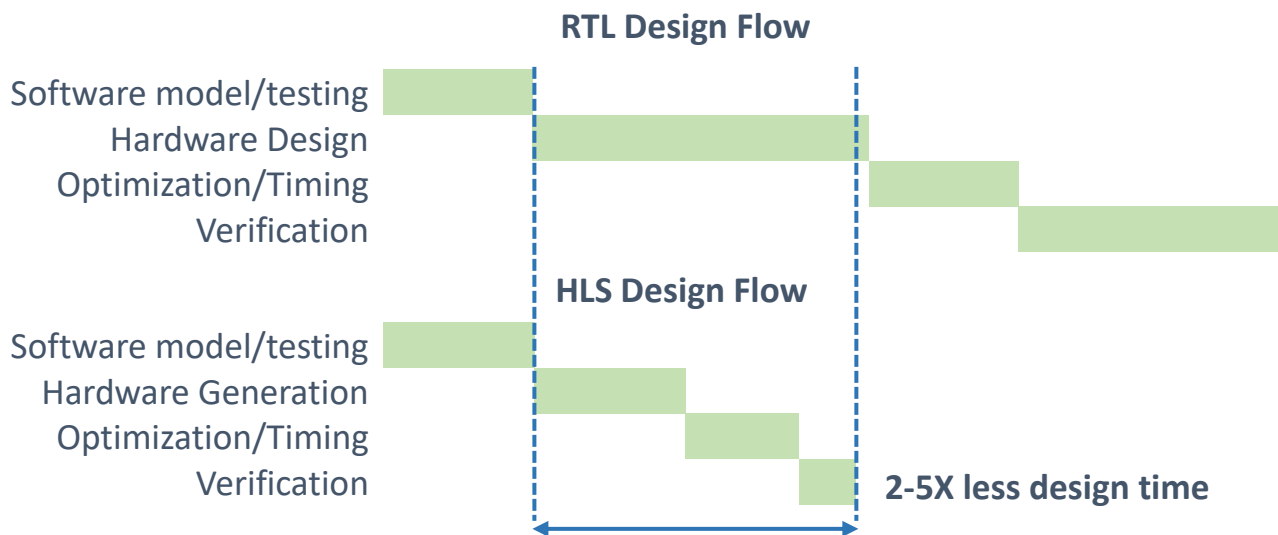 RTL Design Flow
Software model/testing
Hardware Design
Optimization/Timing
Verification
HLS Design Flow
Software model/testing
Hardware Generation
Optimization/Timing
Verification
2-5X less design time